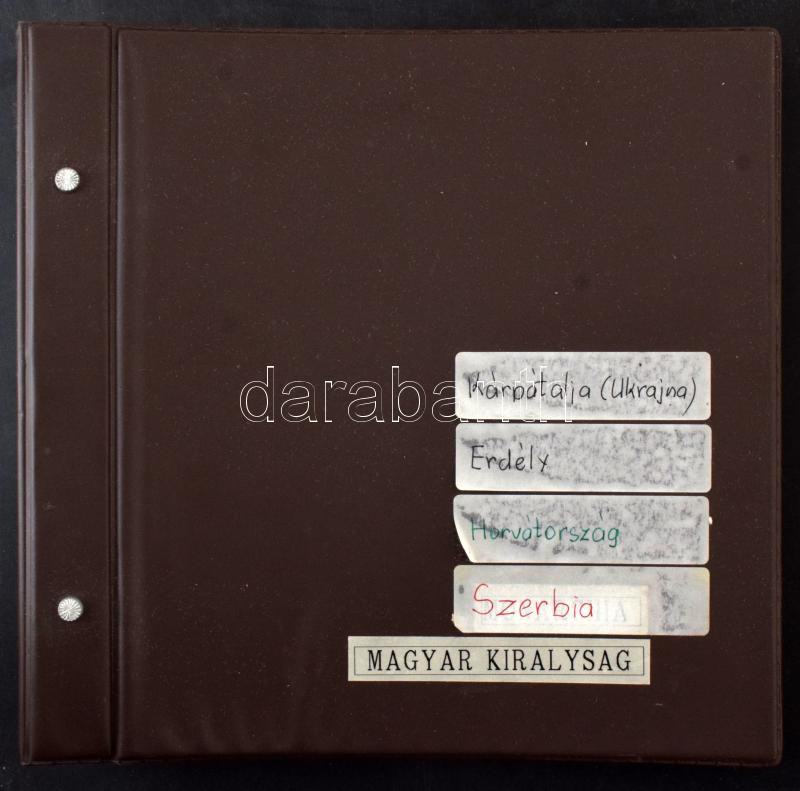 darabanth
Kárpátalja (Ukrajna)
Erdély
Horvátország
Szerbia
MAGYAR KIRALYSAG